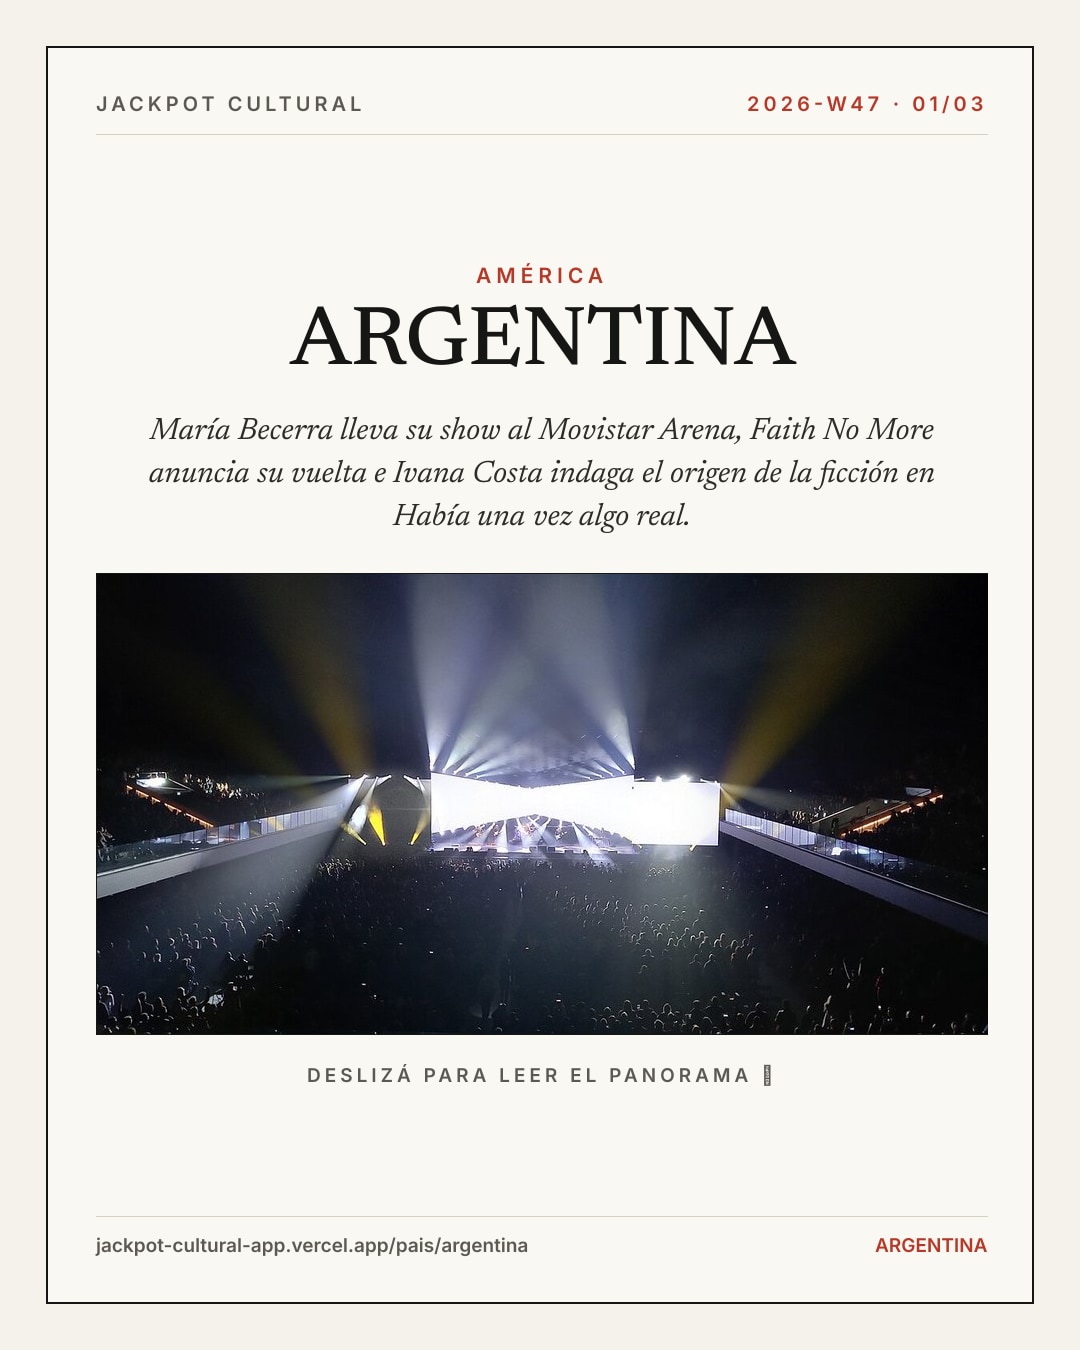 JACKPOT CULTURAL
2026-W47 · 01/03
AMÉRICA
ARGENTINA
María Becerra lleva su show al Movistar Arena, Faith No More
anuncia su vuelta e Ivana Costa indaga el origen de la ficción en
Había una vez algo real.
DESLIZÁ PARA LEER EL PANORAMA
jackpot-cultural-app.vercel.app/pais/argentina
ARGENTINA